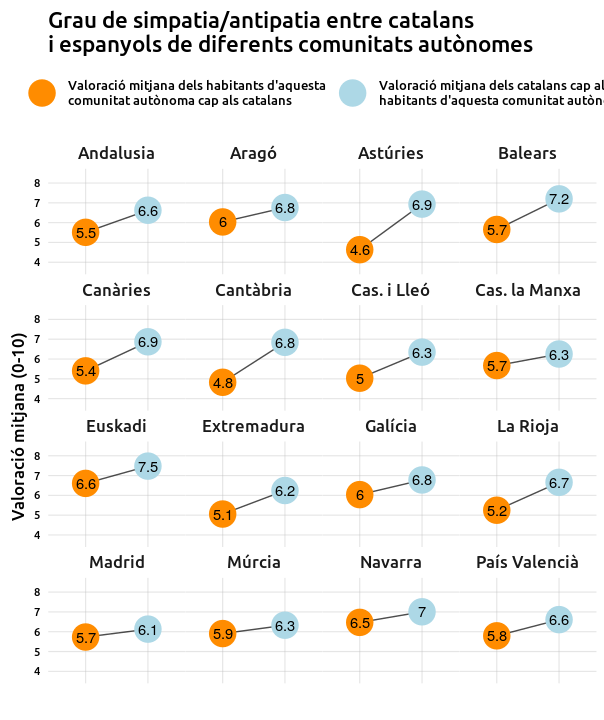 Grau de simpatia/antipatia entre catalans
i espanyols de diferents comunitats autònomes
Valoració mitjana dels habitants d'aquesta
comunitat autònoma cap als catalans
Valoració mitjana dels catalans cap al
habitants d'aquesta comunitat autòn
Valoració mitjana (0-10)
Andalusia
Aragó
Astúries
Balears
8
7
6
5
4
5.5
6.6
6
6.8
4.6
6.9
5.7
7.2
Canàries
Cantàbria
Cas. i Lleó
Cas. la Manxa
8
7
6
5
4
5.4
6.9
4.8
6.8
5
6.3
5.7
6.3
Euskadi
Extremadura
Galícia
La Rioja
8
7
6
5
4
6.6
7.5
5.1
6.2
6
6.8
5.2
6.7
Madrid
Múrcia
Navarra
País Valencià
8
7
6
5
4
5.7
6.1
5.9
6.3
6.5
7
5.8
6.6